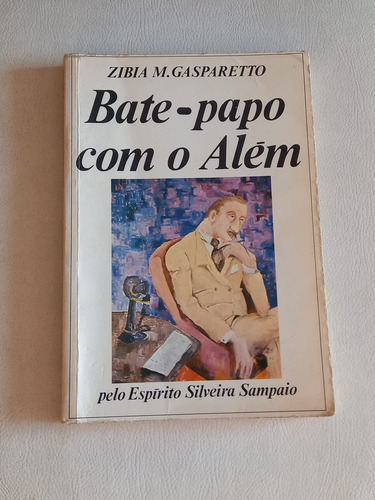 ZIBIA M. GASPARETTO
Bate-papo
com o Além
pelo Espírito Silveira Sampaio